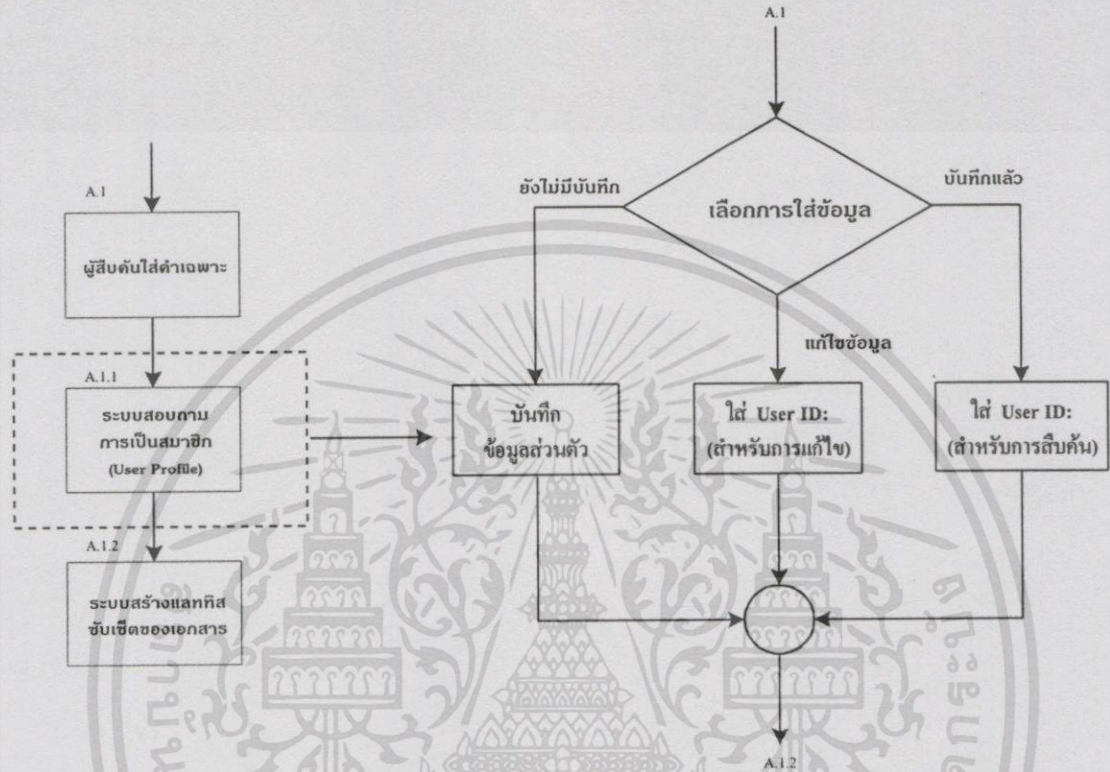 A.1
ผู้สืบค้นใส่คำเฉพาะ
A.1.1
ระบบสอบถาม
การเป็นสมาชิก
(User Profile)
A.1.2
ระบบสร้างแลททิส
ซับเซ็ตของเอกสาร
A.1
เลือกการใส่ข้อมูล
ยังไม่มีบันทึก
บันทึกแล้ว
แก้ไขข้อมูล
บันทึก
ข้อมูลส่วนตัว
ใส่ User ID:
(สำหรับการแก้ไข)
ใส่ User ID:
(สำหรับการสืบค้น)
A.1.2